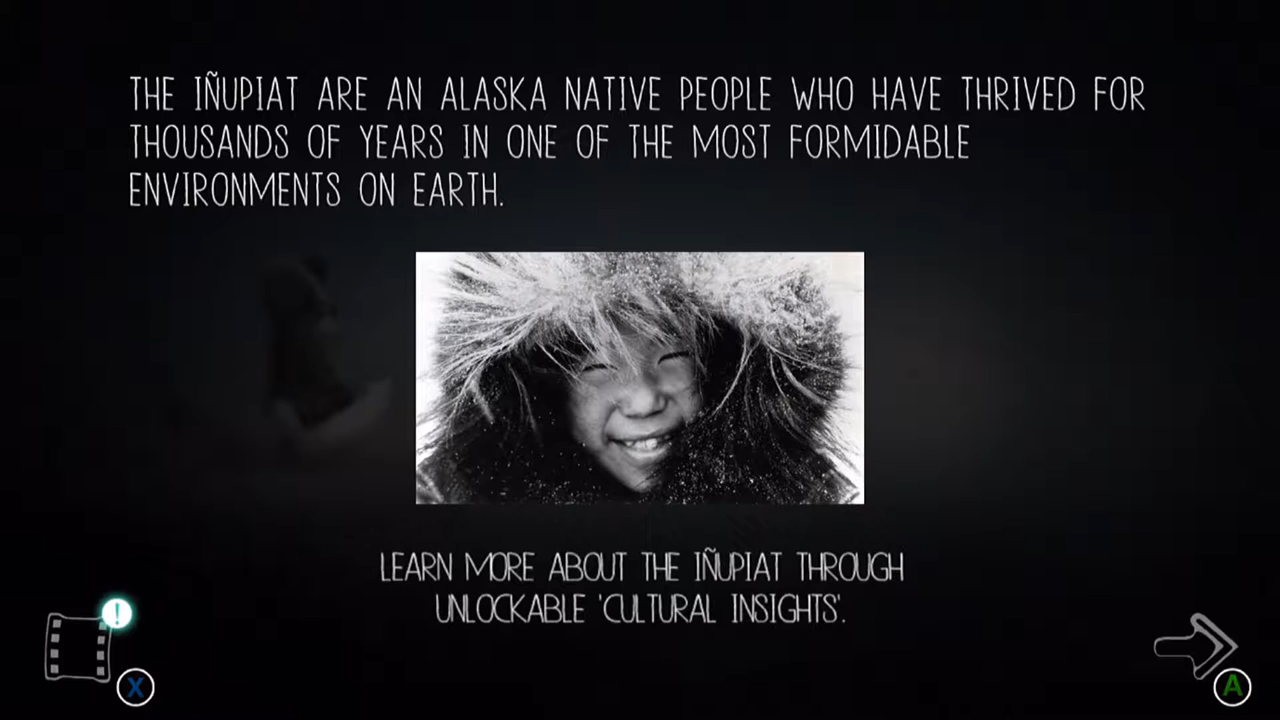 THE IÑUPIAT ARE AN ALASKA NATIVE PEOPLE WHO HAVE THRIVED FOR
THOUSANDS OF YEARS IN ONE OF THE MOST FORMIDABLE
ENVIRONMENTS ON EARTH.
LEARN MORE ABOUT THE IÑUPIAT THROUGH
UNLOCKABLE 'CULTURAL INSIGHTS'.
!
X
A